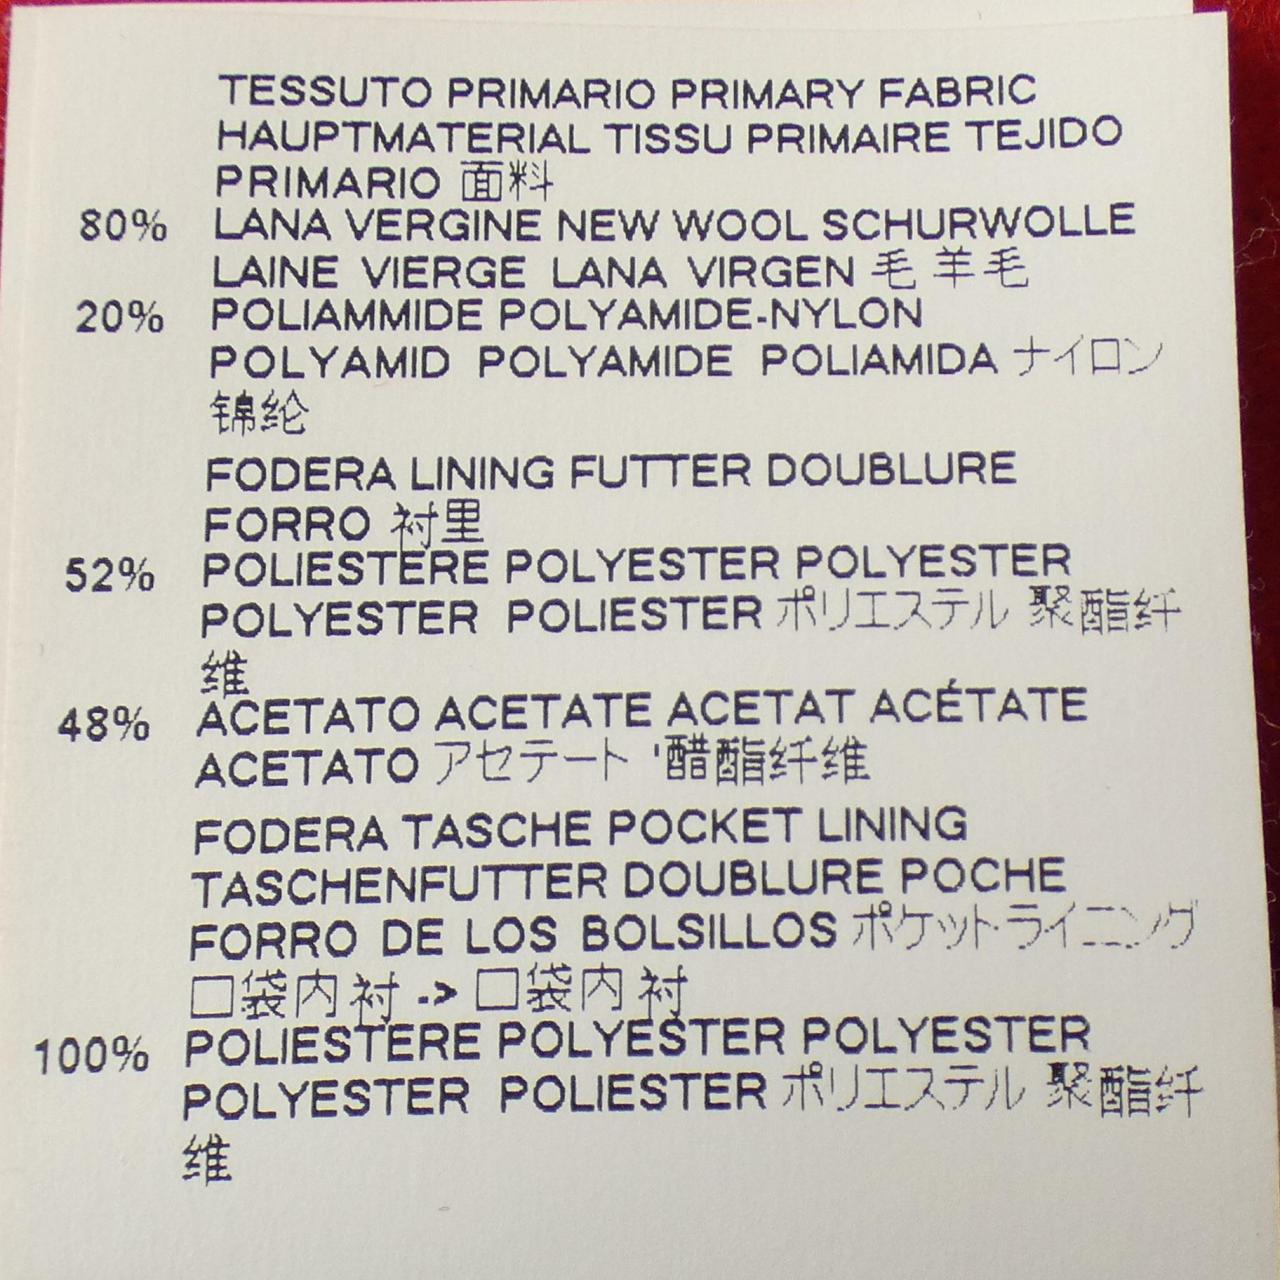 TESSUTO PRIMARIO PRIMARY FABRIC
HAUPTMATERIAL TISSU PRIMAIRE TEJIDO
PRIMARIO 面料
80% LANA VERGINE NEW WOOL SCHURWOLLE
LAINE VIERGE LANA VIRGEN 毛 羊毛
20% POLIAMMIDE POLYAMIDE-NYLON
POLYAMID POLYAMIDE POLIAMIDA ナイロン
锦纶
FODERA LINING FUTTER DOUBLURE
FORRO 衬里
52% POLIESTERE POLYESTER POLYESTER
POLYESTER POLIESTER ポリエステル 聚酯纤
维
48% ACETATO ACETATE ACETAT ACÉTATE
ACETATO アセテート '醋酯纤维
FODERA TASCHE POCKET LINING
TASCHENFUTTER DOUBLURE POCHE
FORRO DE LOS BOLSILLOS ポケット・ライニング
口袋内衬 -> 口袋内衬
100% POLIESTERE POLYESTER POLYESTER
POLYESTER POLIESTER ポリエステル 聚酯纤
维